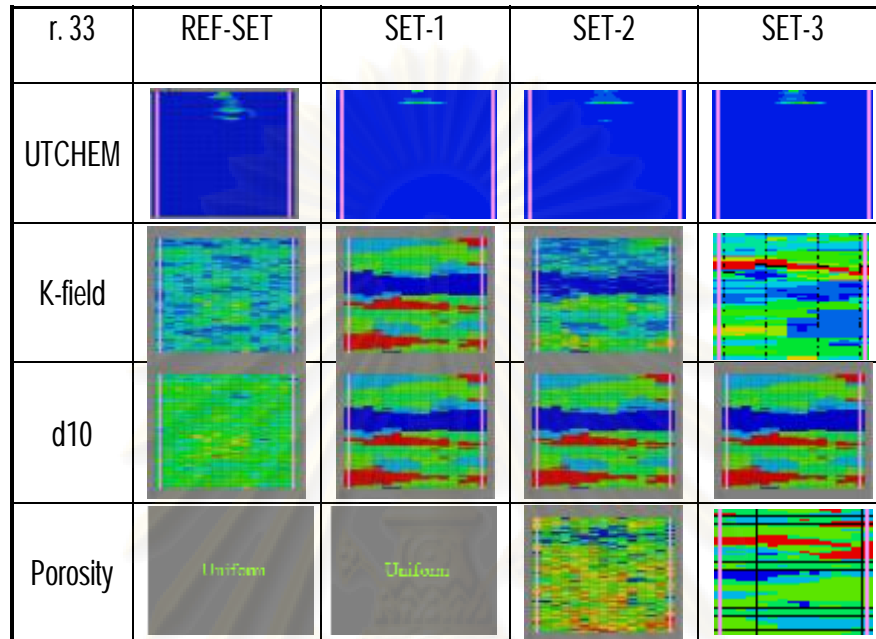 r. 33 REF-SET SET-1 SET-2 SET-3
UTCHEM
K-field
d10
Porosity Uniform Uniform